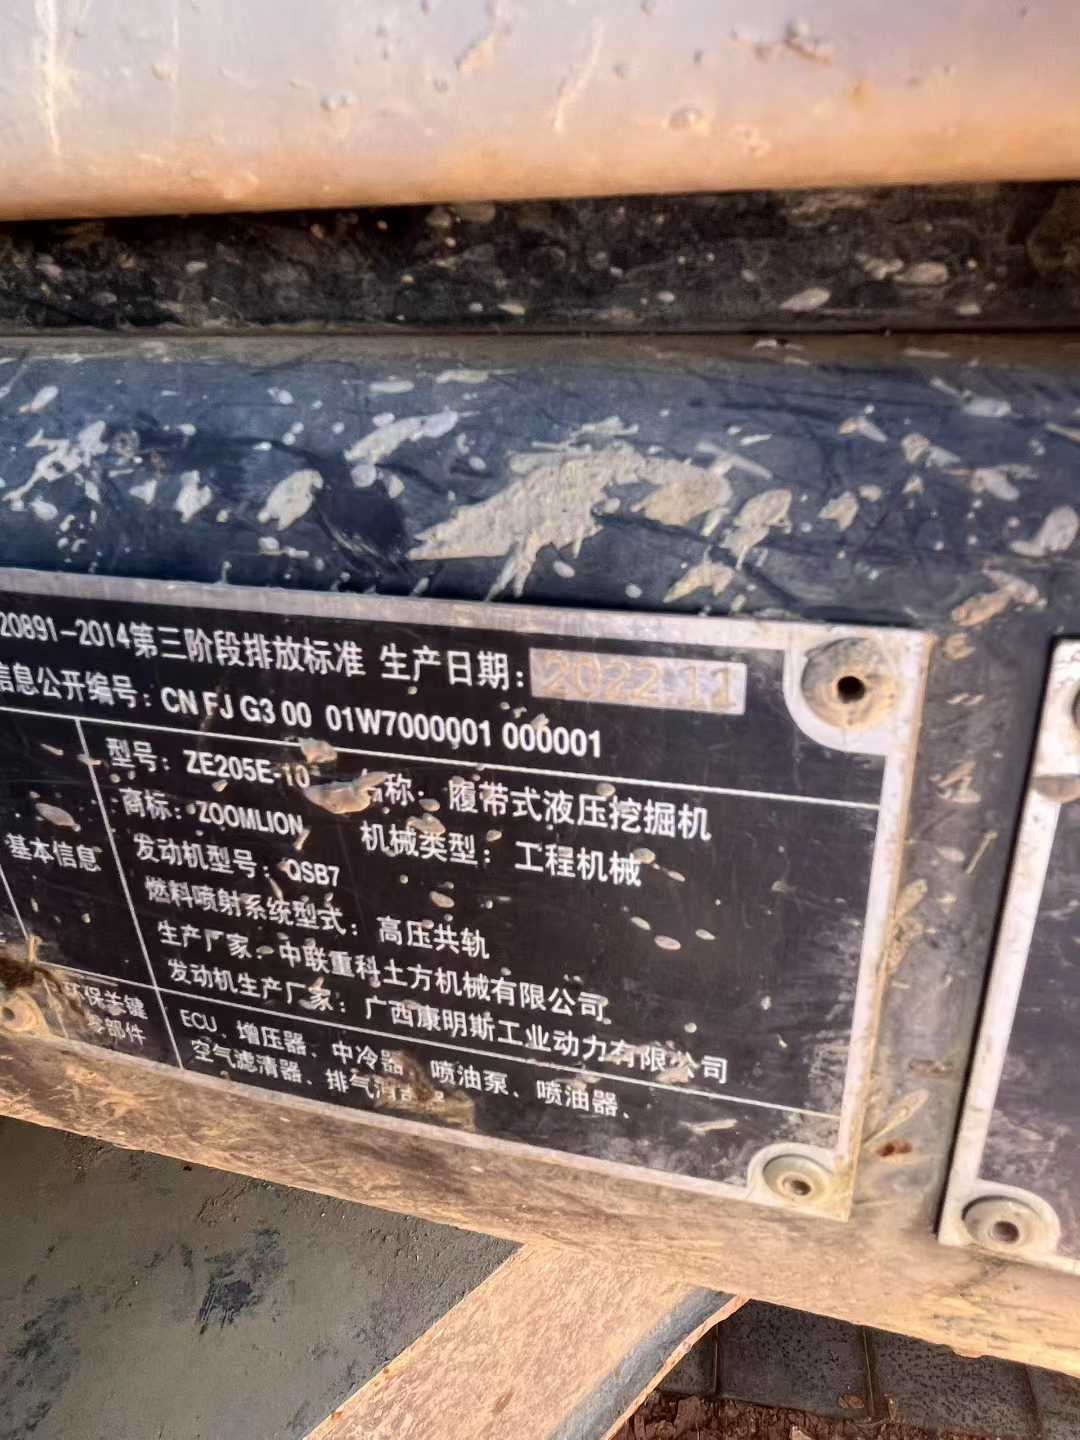 20891-2014第三阶段排放标准 生产日期: 2022.11
信息公开编号: CN FJ G3 00 01W7000001 000001
型号: ZE205E-10 名称: 履带式液压挖掘机
商标: ZOOMLION 机械类型: 工程机械
基本信息
发动机型号: QSB7
燃料喷射系统型式: 高压共轨
生产厂家: 中联重科土方机械有限公司
发动机生产厂家: 广西康明斯工业动力有限公司
环保关键
零部件
ECU、增压器、中冷器、喷油泵、喷油器、
空气滤清器、排气消声器